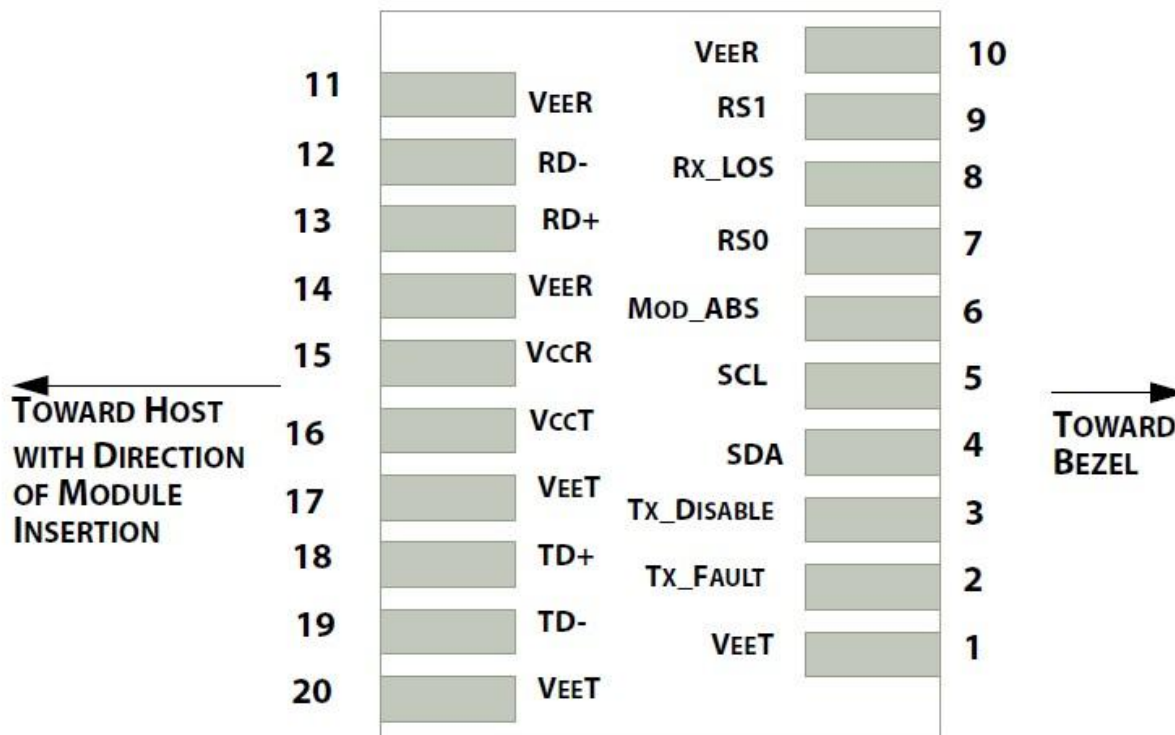 11 VEER
12 RD-
13 RD+
14 VEER
15 VCCR
16 VCCT
17 VEET
18 TD+
19 TD-
20 VEET
VEER 10
RS1 9
RX_LOS 8
RS0 7
MOD_ABS 6
SCL 5
SDA 4
TX_DISABLE 3
TX_FAULT 2
VEET 1
TOWARD HOST
WITH DIRECTION
OF MODULE
INSERTION
TOWARD
BEZEL